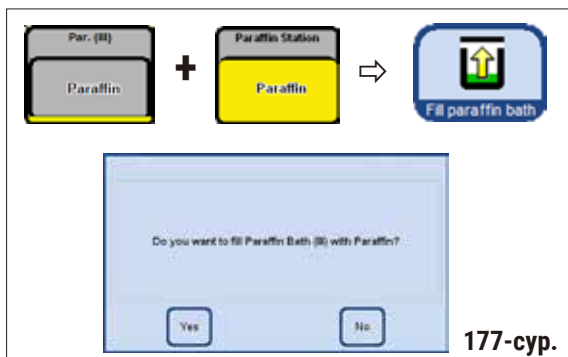 Par. (III)
Paraffin
+
Paraffin Station
Paraffin
⇨
Fill paraffin bath
Do you want to fill Paraffin Bath (III) with Paraffin?
Yes
No
177-сур.